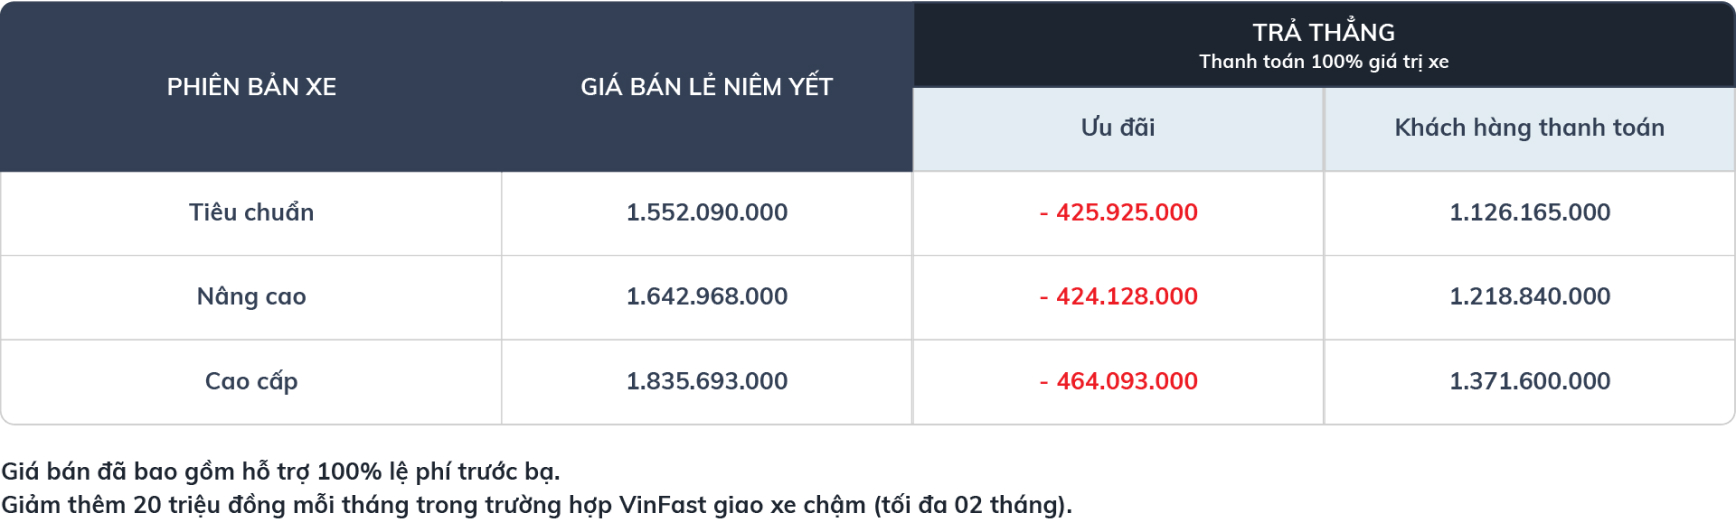 PHIÊN BẢN XE
GIÁ BÁN LẺ NIÊM YẾT
TRẢ THẲNG
Thanh toán 100% giá trị xe
Ưu đãi
Khách hàng thanh toán
Tiêu chuẩn 1.552.090.000 - 425.925.000 1.126.165.000
Nâng cao 1.642.968.000 - 424.128.000 1.218.840.000
Cao cấp 1.835.693.000 - 464.093.000 1.371.600.000
Giá bán đã bao gồm hỗ trợ 100% lệ phí trước bạ.
Giảm thêm 20 triệu đồng mỗi tháng trong trường hợp VinFast giao xe chậm (tối đa 02 tháng).